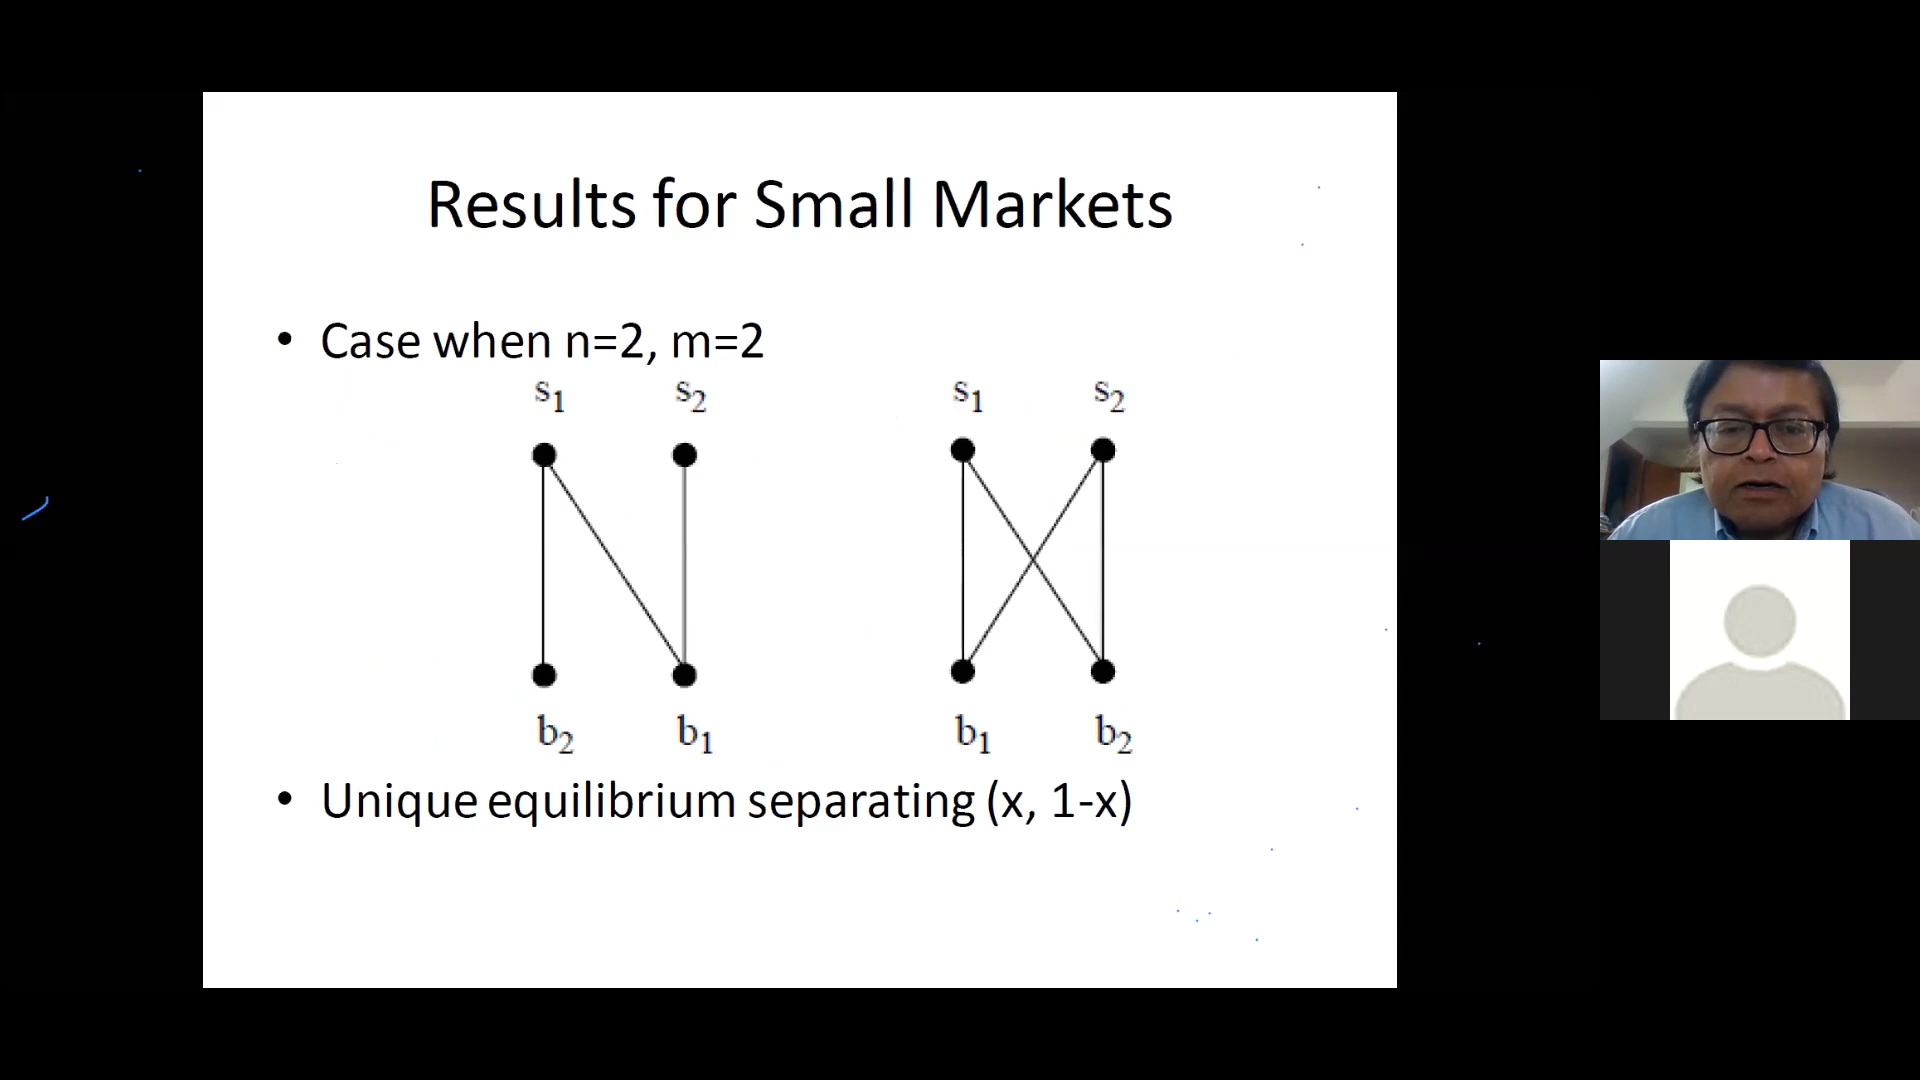 Results for Small Markets
• Case when n=2, m=2
s₁ s₂ s₁ s₂
b₂ b₁ b₁ b₂
• Unique equilibrium separating (x, 1-x)